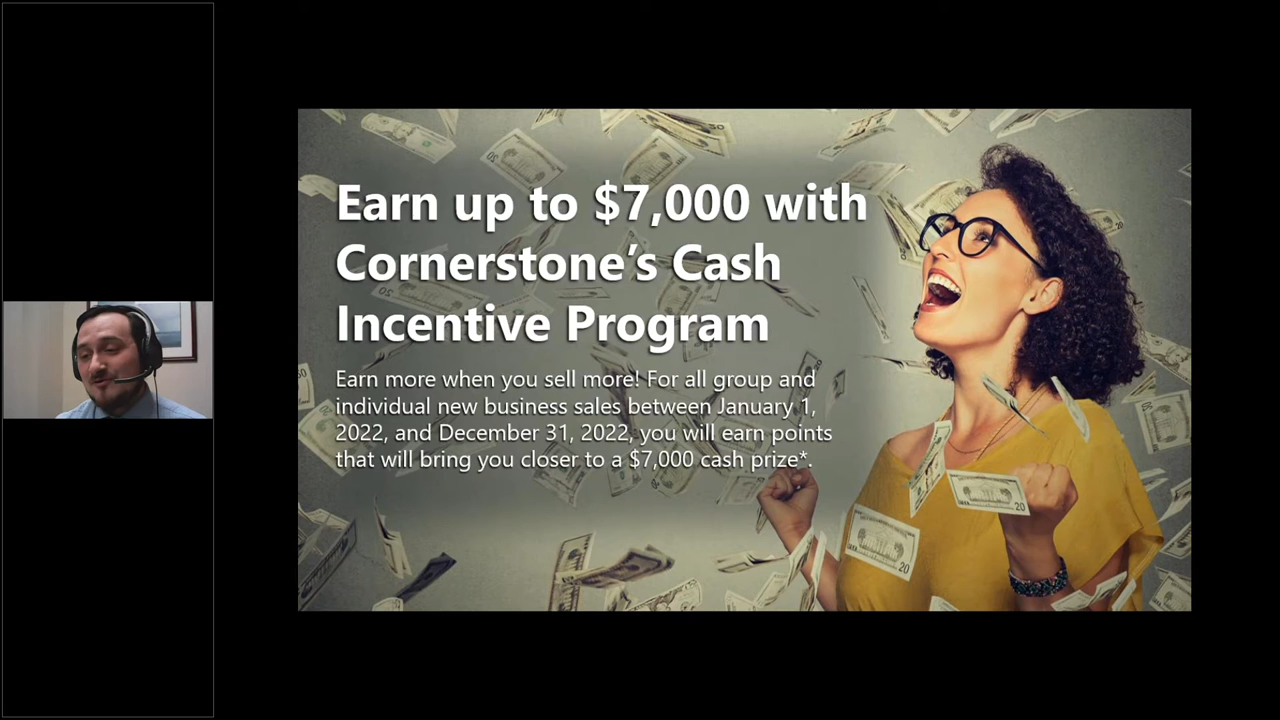 Earn up to $7,000 with
Cornerstone's Cash
Incentive Program
Earn more when you sell more! For all group and
individual new business sales between January 1,
2022, and December 31, 2022, you will earn points
that will bring you closer to a $7,000 cash prize*.
20
20